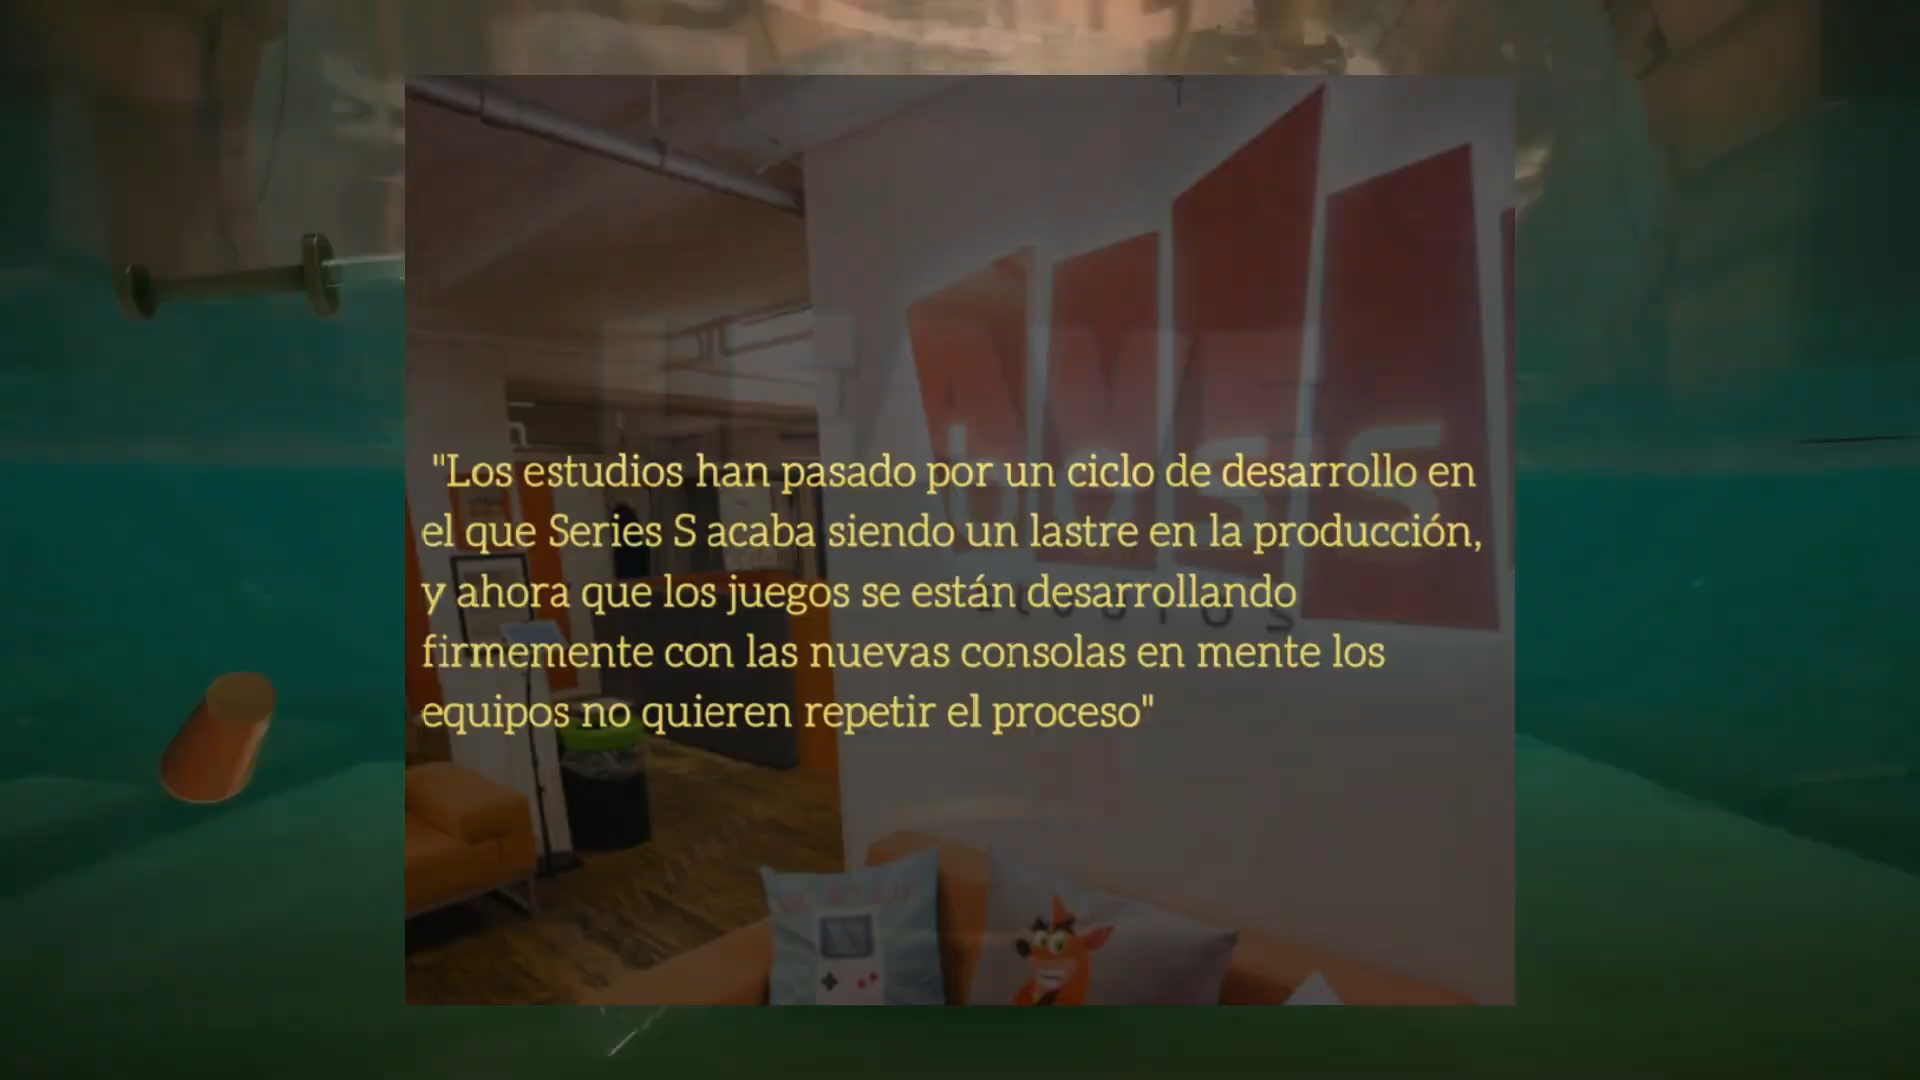 "Los estudios han pasado por un ciclo de desarrollo en
el que Series S acaba siendo un lastre en la producción,
y ahora que los juegos se están desarrollando
firmemente con las nuevas consolas en mente los
equipos no quieren repetir el proceso"